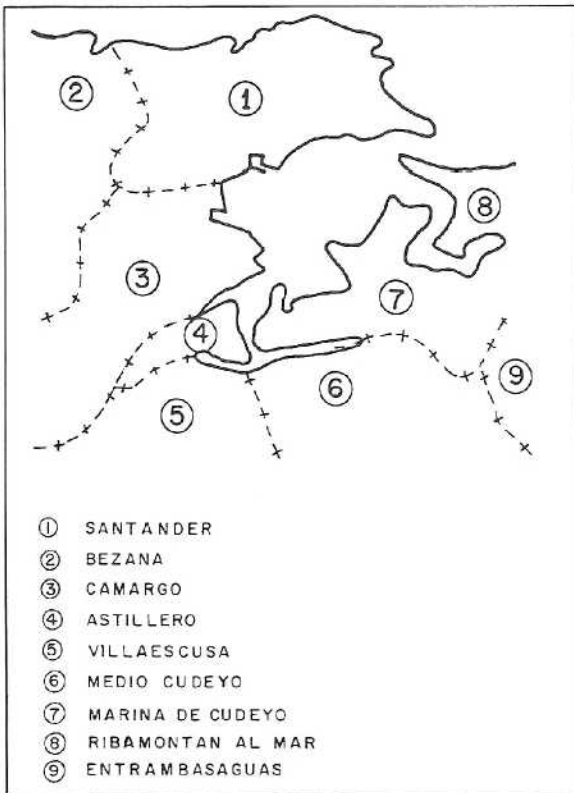 2
1
8
3
7
4
9
6
5
1 SANTANDER
2 BEZANA
3 CAMARGO
4 ASTILLERO
5 VILLAESCUSA
6 MEDIO CUDEYO
7 MARINA DE CUDEYO
8 RIBAMONTAN AL MAR
9 ENTRAMBASAGUAS